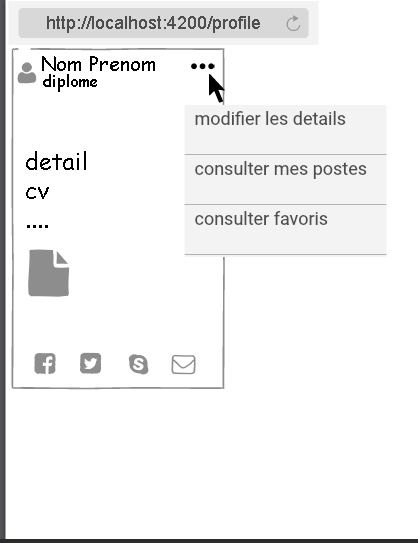 http://localhost:4200/profile
Nom Prenom
diplome
modifier les details
consulter mes postes
consulter favoris
detail
cv
....